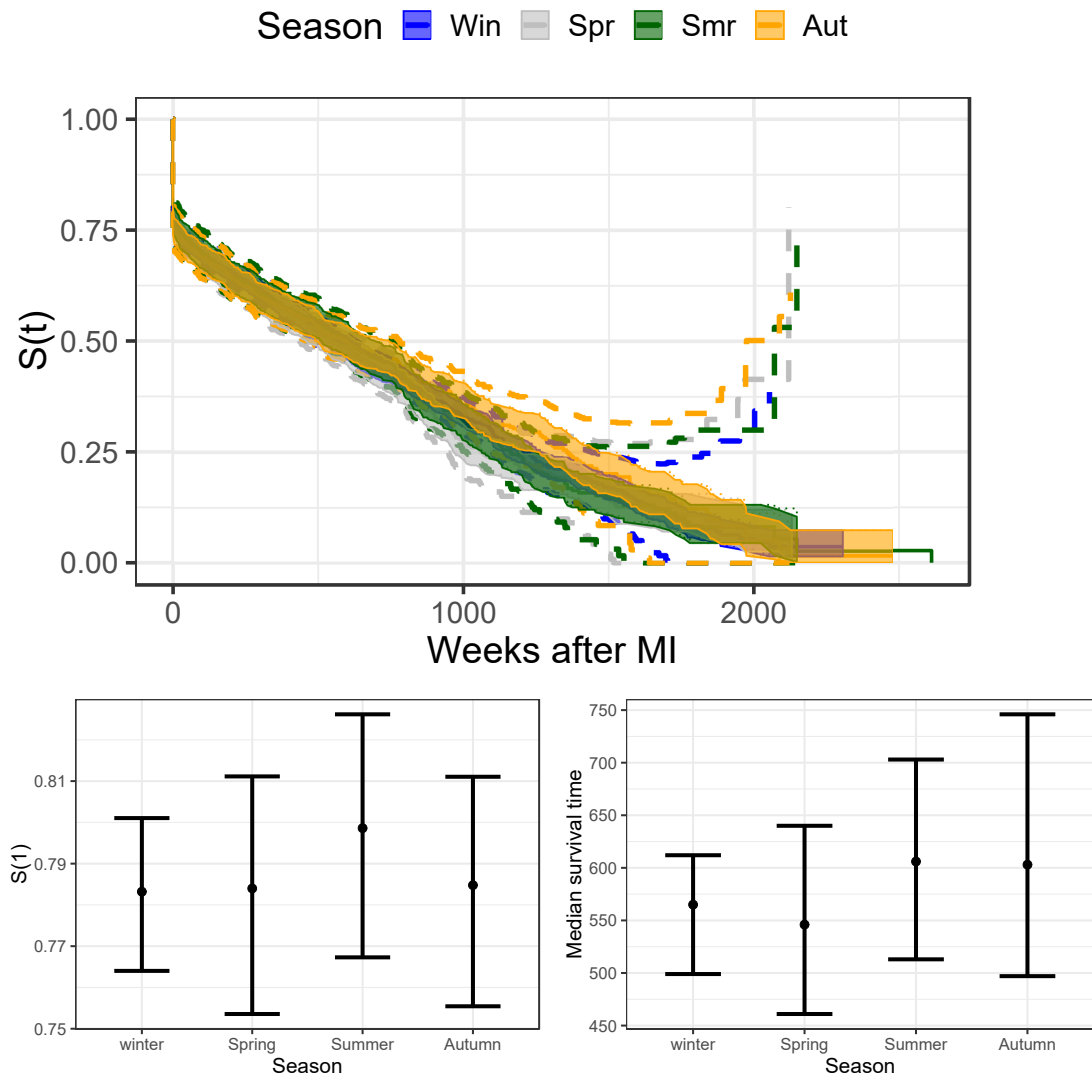 Season Win Spr Smr Aut
1.00
0.75
0.50
0.25
0.00
S(t)
0 1000 2000
Weeks after MI
0.81
0.79
0.77
0.75
S(1)
winter Spring Summer Autumn
Season
750
700
650
600
550
500
450
Median survival time
winter Spring Summer Autumn
Season